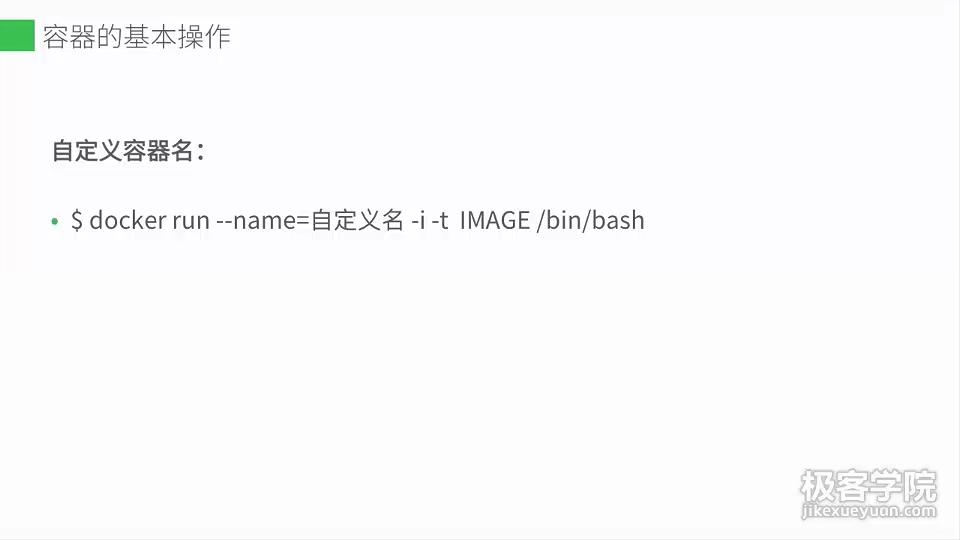 容器的基本操作
自定义容器名：
• $ docker run --name=自定义名 -i -t IMAGE /bin/bash
极客学院
jikexueyuan.com